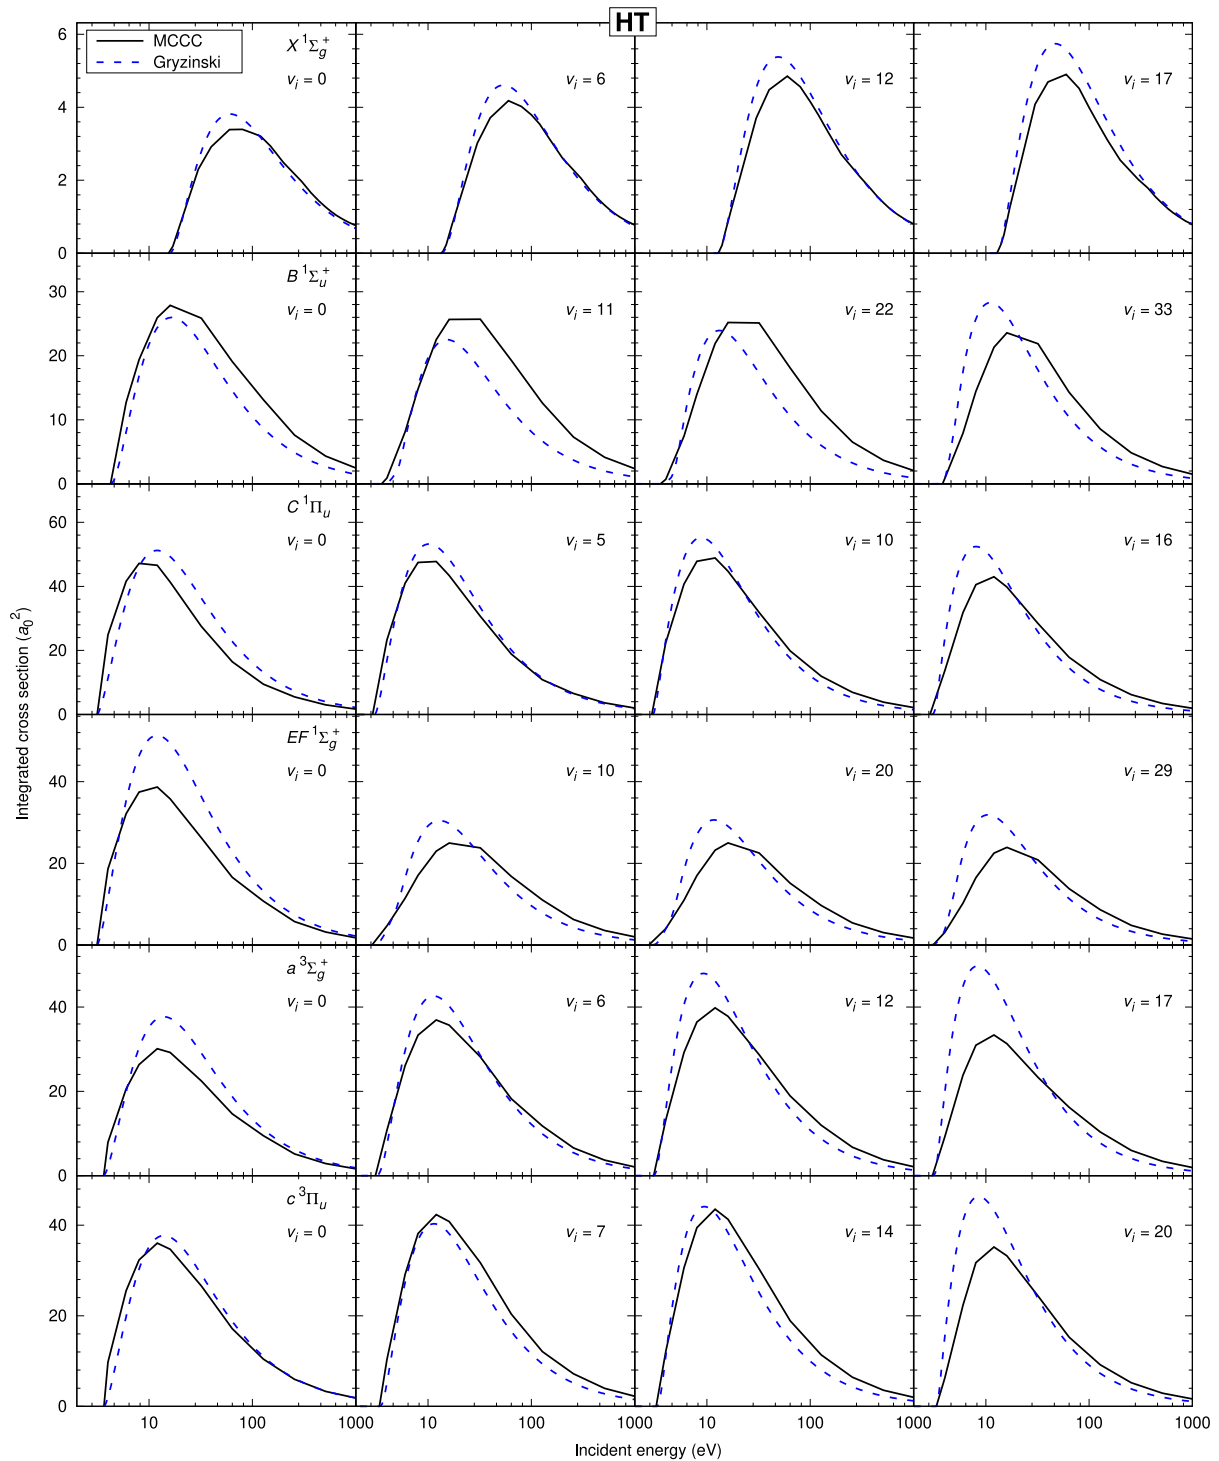 HT
MCCC
Gryzinski
X ¹Σg⁺
vi = 0
vi = 6
vi = 12
vi = 17
6
4
2
0
B ¹Σu⁺
vi = 0
vi = 11
vi = 22
vi = 33
30
20
10
0
C ¹Πu
vi = 0
vi = 5
vi = 10
vi = 16
60
40
20
0
Integrated cross section (a₀²)
EF ¹Σg⁺
vi = 0
vi = 10
vi = 20
vi = 29
40
20
0
a ³Σg⁺
vi = 0
vi = 6
vi = 12
vi = 17
40
20
0
c ³Πu
vi = 0
vi = 7
vi = 14
vi = 20
40
20
0
10 100 1000 10 100 1000 10 100 1000 10 100 1000
Incident energy (eV)